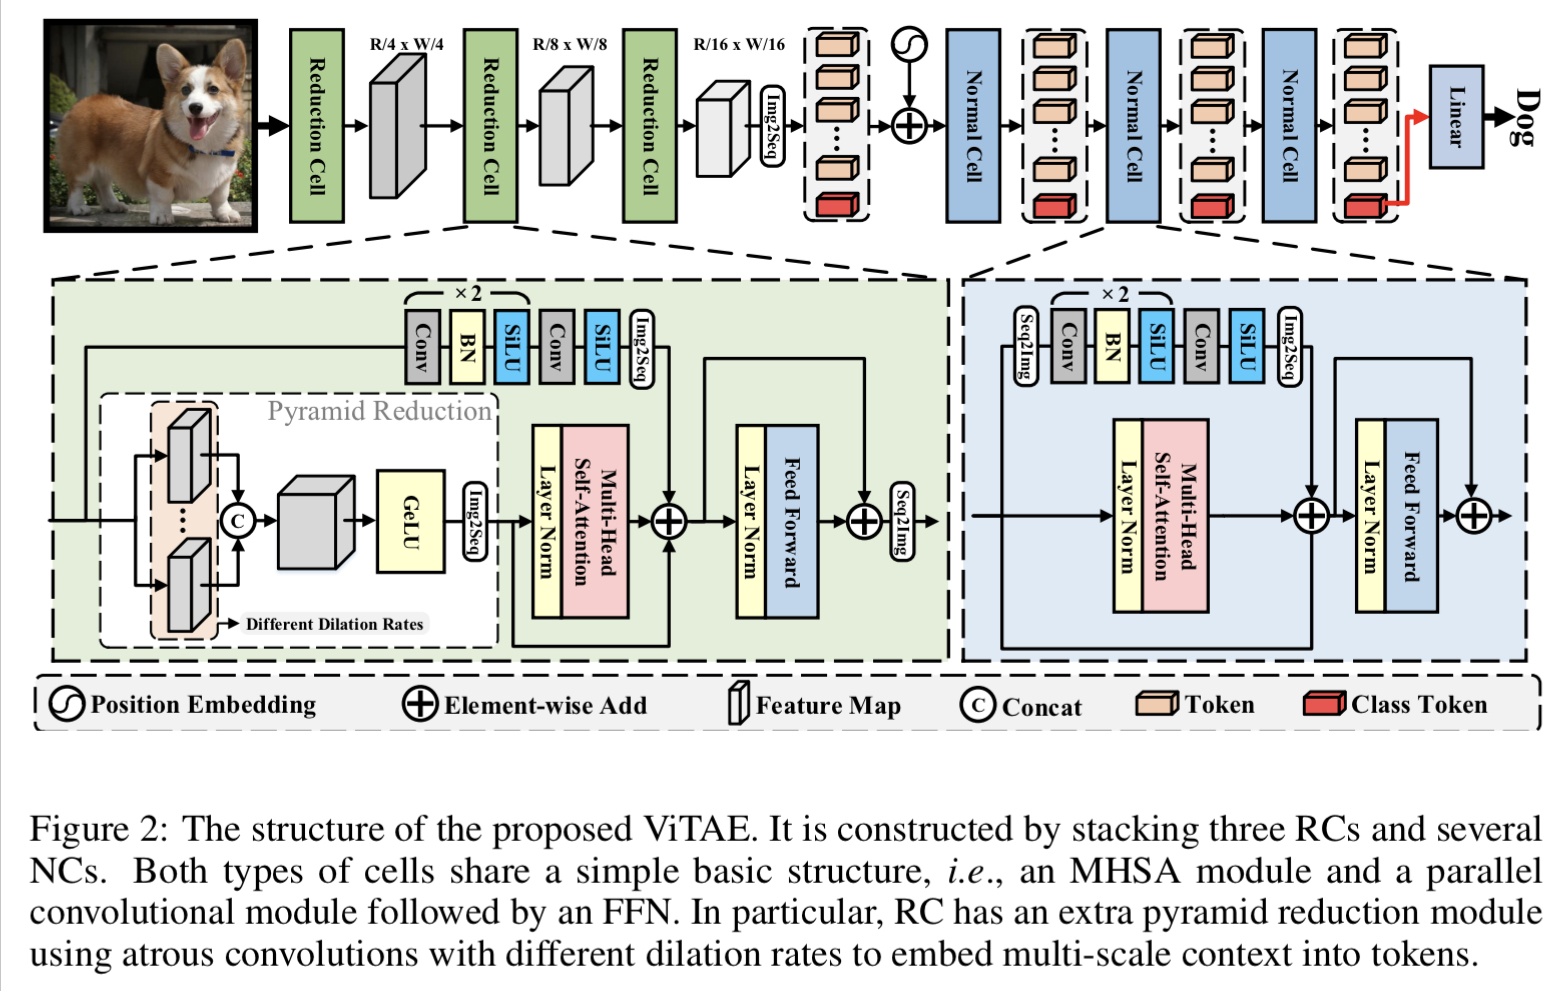 R/4 x W/4
R/8 x W/8
R/16 x W/16
Reduction Cell
Reduction Cell
Reduction Cell
Img2Seq
Normal Cell
Normal Cell
Normal Cell
Linear
Dog
× 2
Conv
BN
SiLU
Conv
SiLU
Img2Seq
Pyramid Reduction
C
GeLU
Img2Seq
Layer Norm
Multi-Head
Self-Attention
Layer Norm
Feed Forward
Seq2Img
Different Dilation Rates
× 2
Seq2Img
Conv
BN
SiLU
Conv
SiLU
Img2Seq
Layer Norm
Multi-Head
Self-Attention
Layer Norm
Feed Forward
Position Embedding
Element-wise Add
Feature Map
C Concat
Token
Class Token
Figure 2: The structure of the proposed ViTAE. It is constructed by stacking three RCs and several
NCs. Both types of cells share a simple basic structure, i.e., an MHSA module and a parallel
convolutional module followed by an FFN. In particular, RC has an extra pyramid reduction module
using atrous convolutions with different dilation rates to embed multi-scale context into tokens.